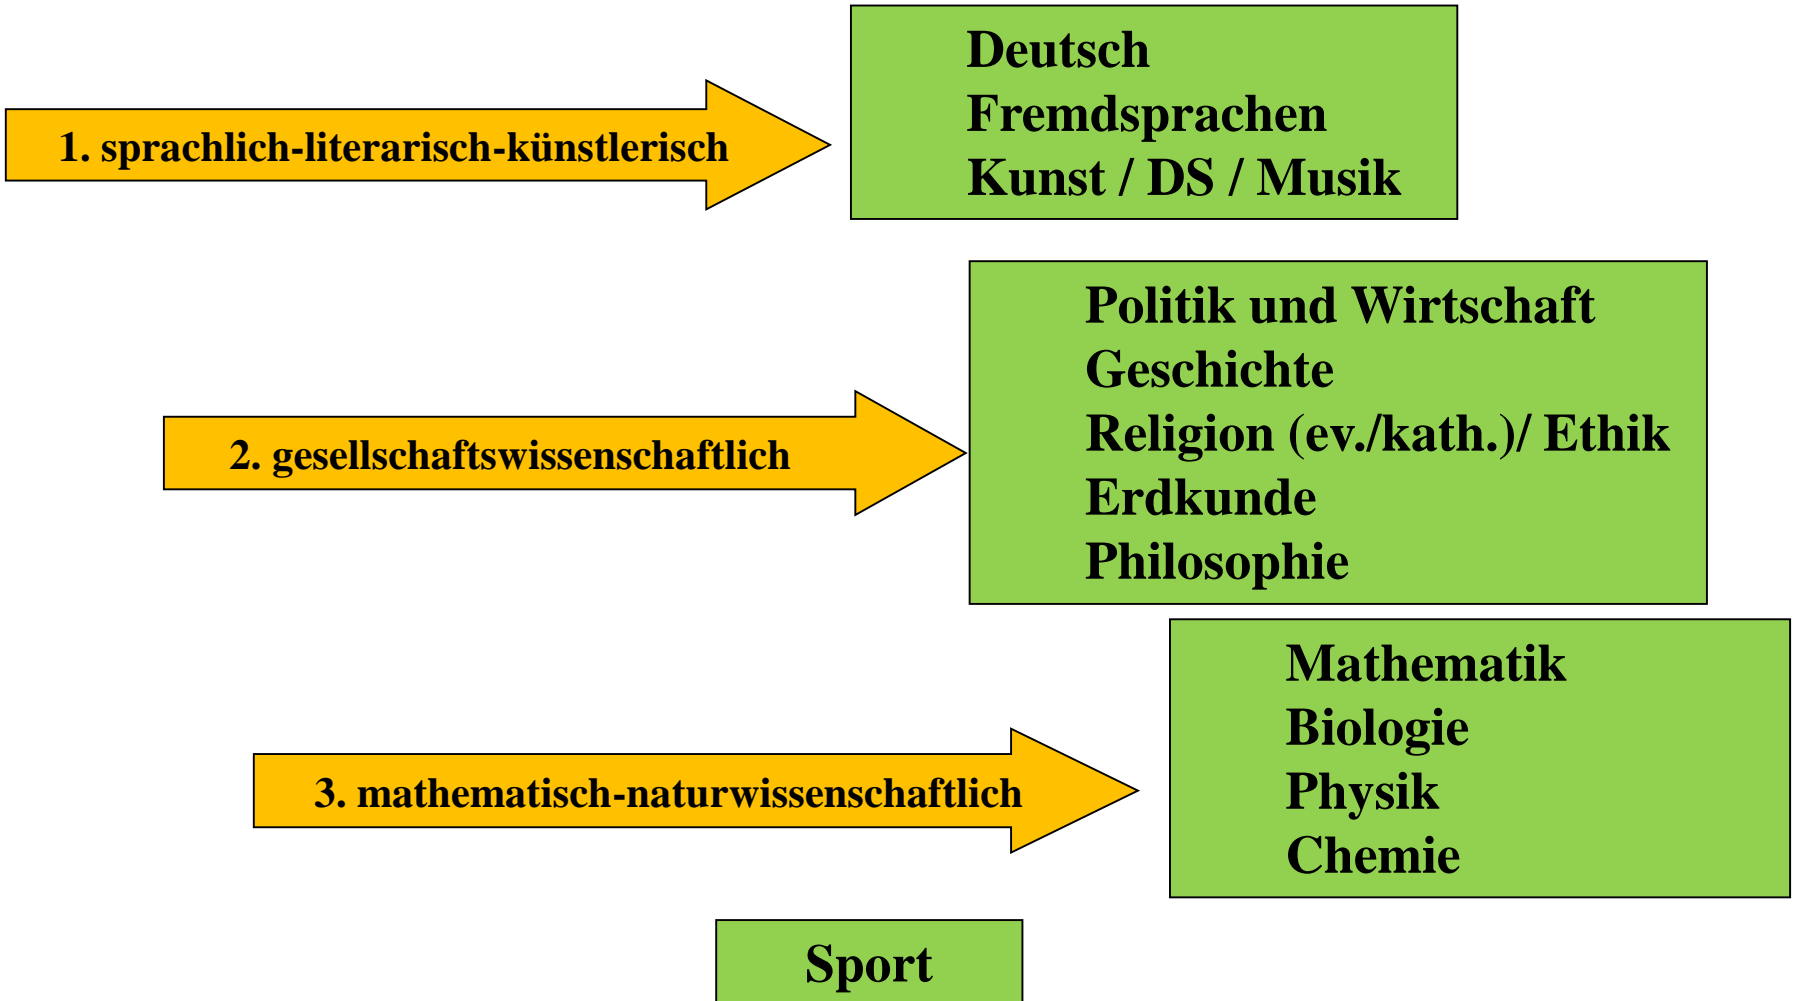 1. sprachlich-literarisch-künstlerisch
Deutsch
Fremdsprachen
Kunst / DS / Musik
2. gesellschaftswissenschaftlich
Politik und Wirtschaft
Geschichte
Religion (ev./kath.)/ Ethik
Erdkunde
Philosophie
3. mathematisch-naturwissenschaftlich
Mathematik
Biologie
Physik
Chemie
Sport